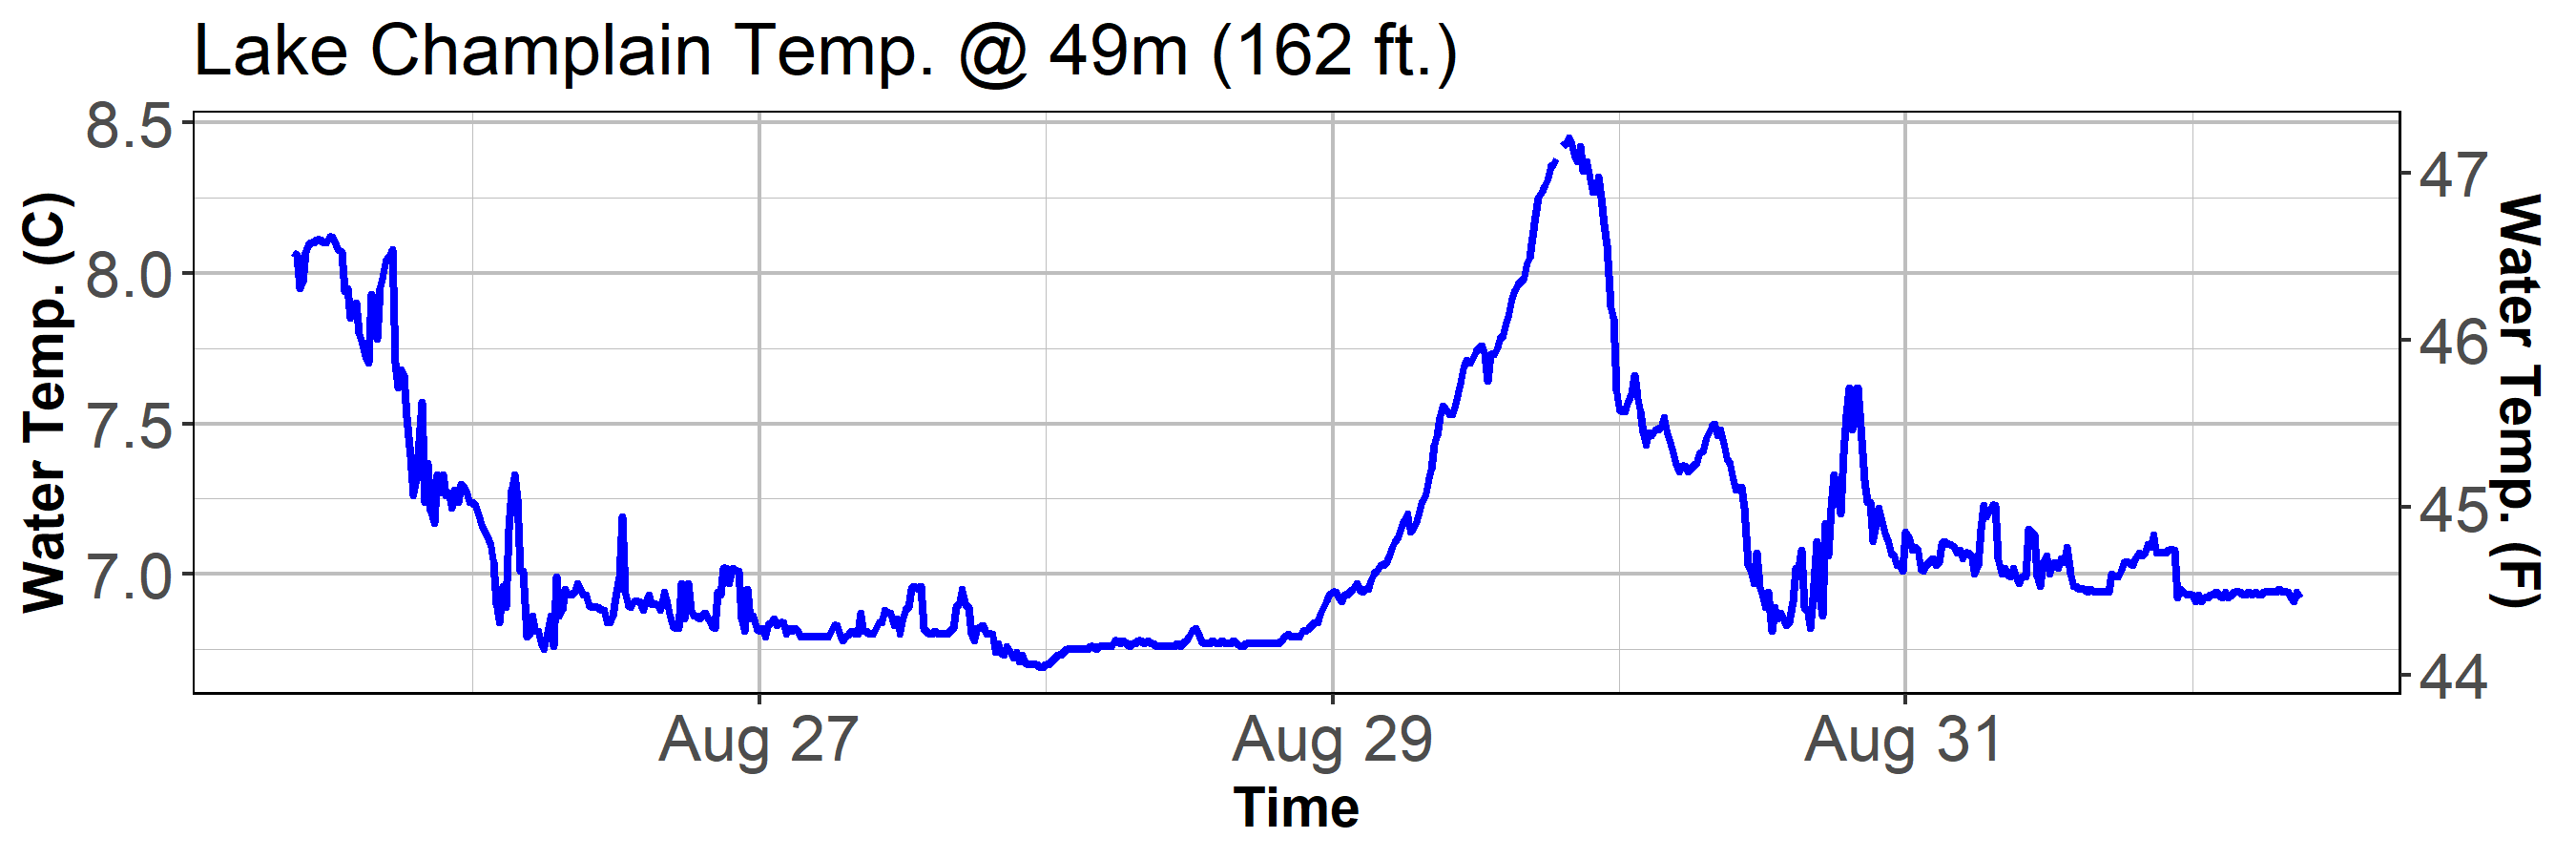 Lake Champlain Temp. @ 49m (162 ft.)
Water Temp. (C)
8.5
8.0
7.5
7.0
47
46
45
44
Water Temp. (F)
Aug 27
Aug 29
Aug 31
Time